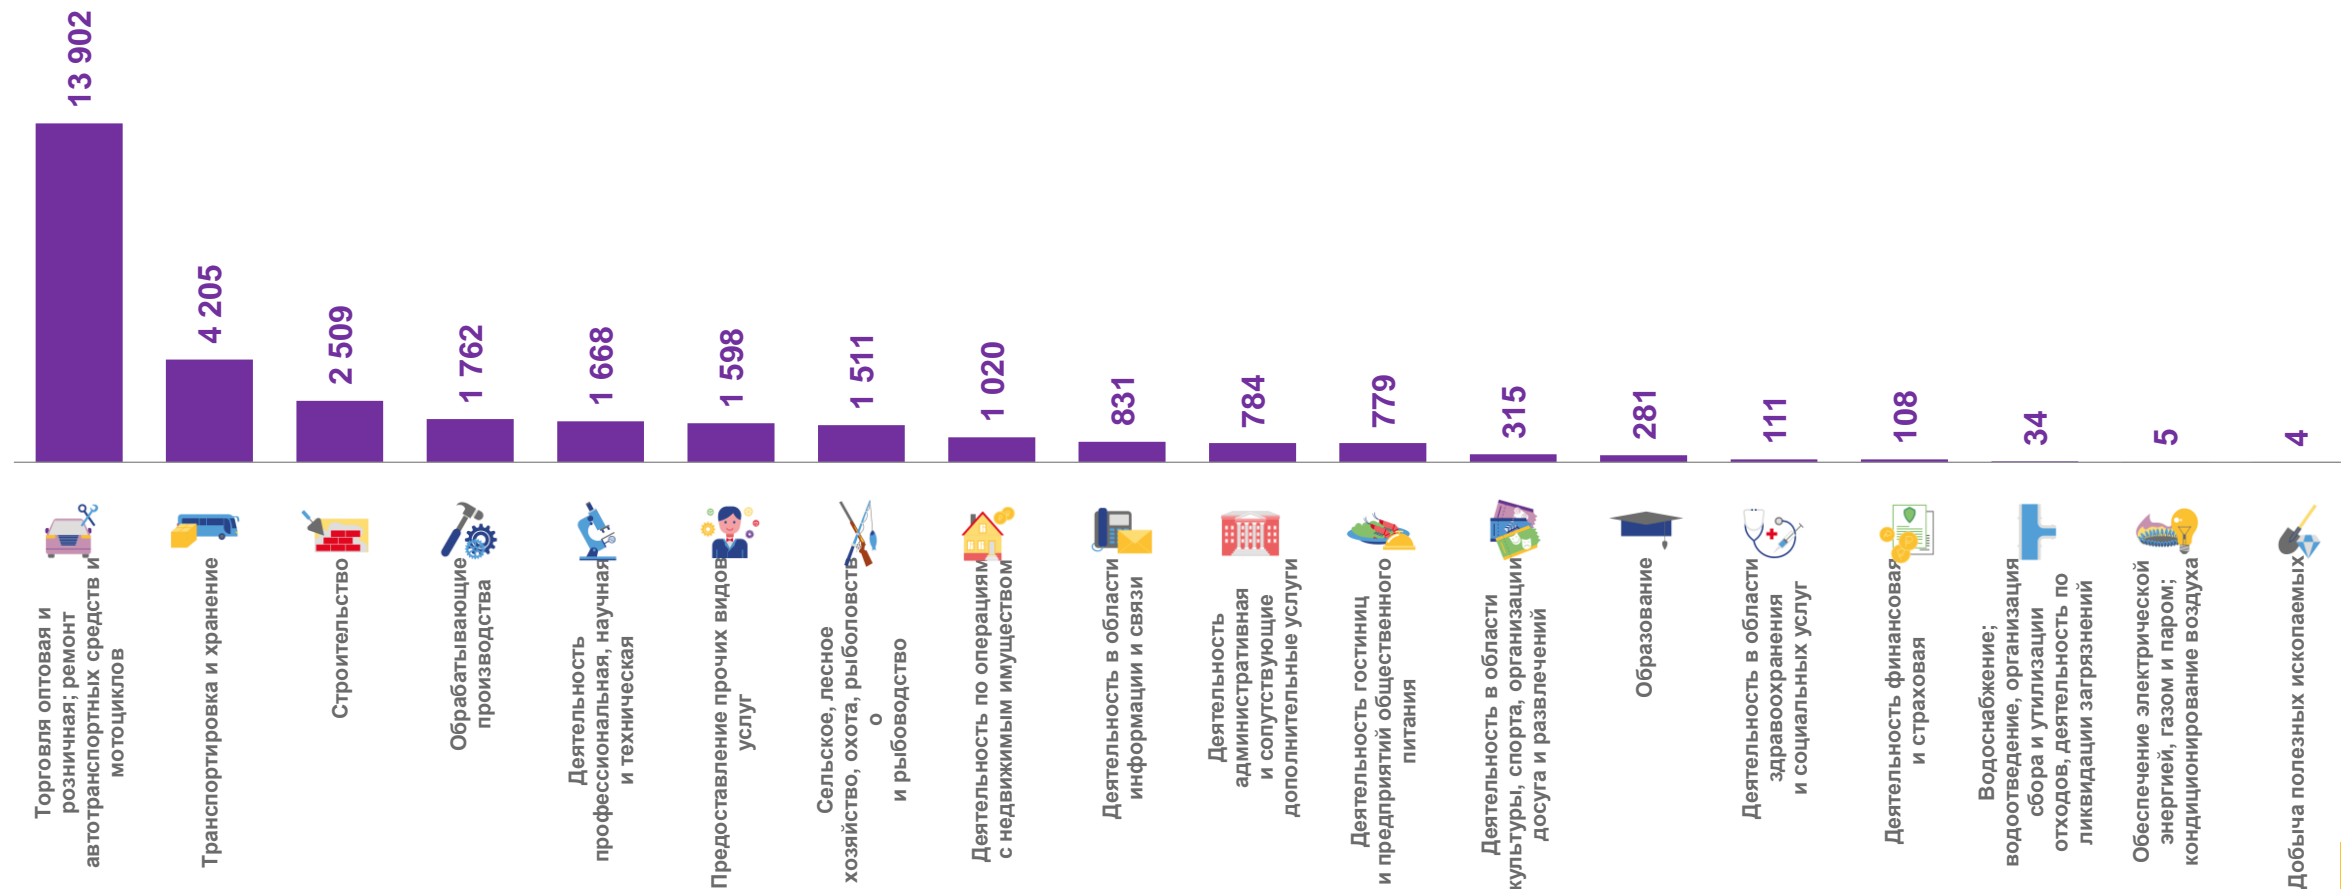 13 902
4 205
2 509
1 762
1 668
1 598
1 511
1 020
831
784
779
315
281
111
108
34
5
4
Торговля оптовая и
розничная; ремонт
автотранспортных средств и
мотоциклов
Транспортировка и хранение
Строительство
Обрабатывающие
производства
Деятельность
профессиональная, научная
и техническая
Предоставление прочих видов
услуг
Сельское, лесное
хозяйство, охота, рыболовств
о
и рыбоводство
Деятельность по операциям
с недвижимым имуществом
Деятельность в области
информации и связи
Деятельность
административная
и сопутствующие
дополнительные услуги
Деятельность гостиниц
и предприятий общественного
питания
Деятельность в области
культуры, спорта, организации
досуга и развлечений
Образование
Деятельность в области
здравоохранения
и социальных услуг
Деятельность финансовая
и страховая
Водоснабжение;
водоотведение, организация
сбора и утилизации
отходов, деятельность по
ликвидации загрязнений
Обеспечение электрической
энергией, газом и паром;
кондиционирование воздуха
Добыча полезных ископаемых